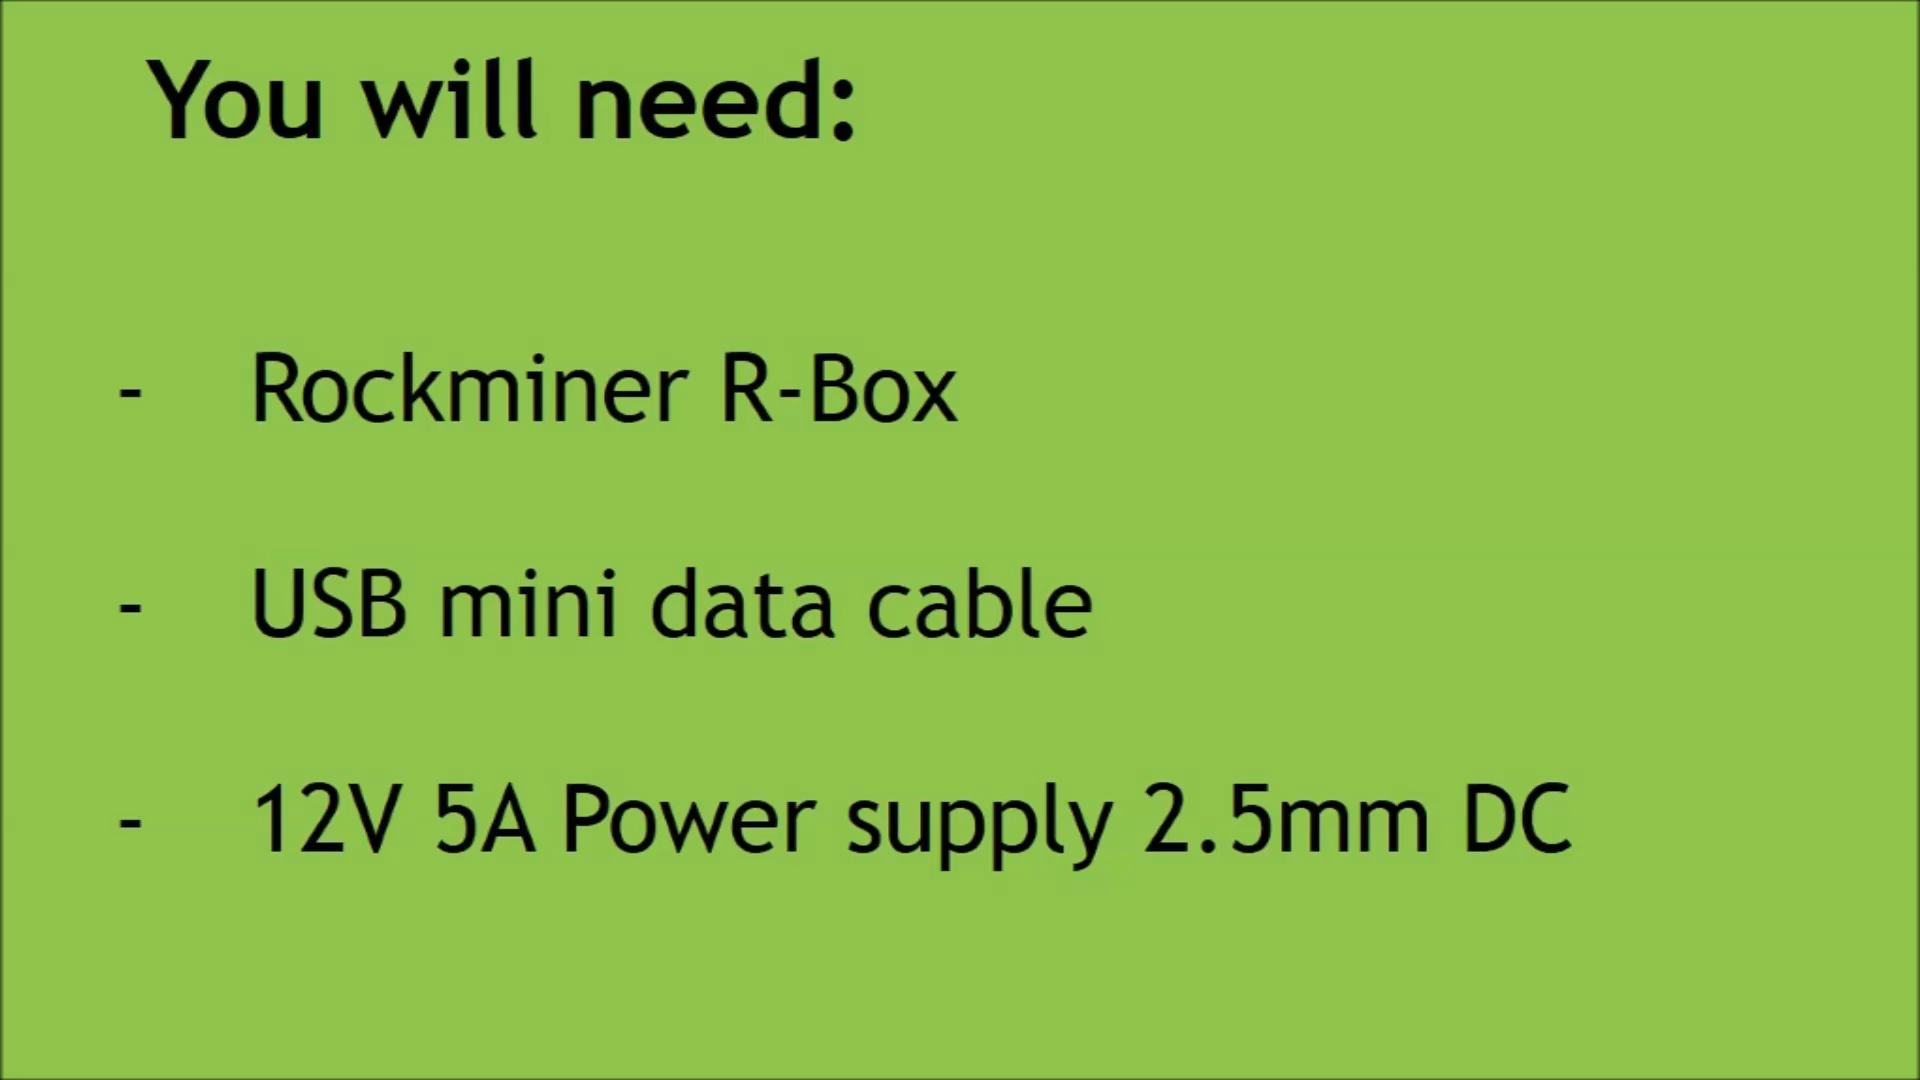 You will need:
- Rockminer R-Box
- USB mini data cable
- 12V 5A Power supply 2.5mm DC